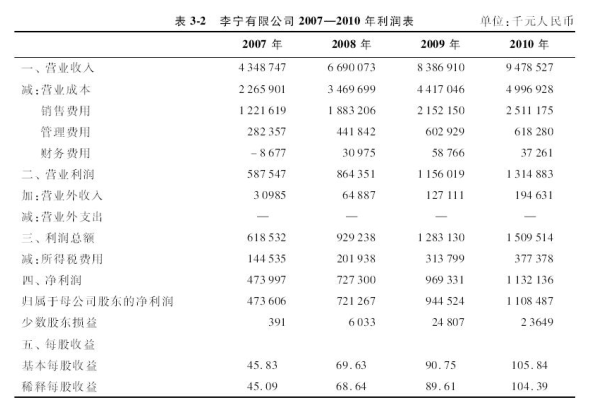 表 3-2 李宁有限公司 2007—2010 年利润表 单位:千元人民币
2007 年 2008 年 2009 年 2010 年
一、营业收入 4 348 747 6 690 073 8 386 910 9 478 527
减:营业成本 2 265 901 3 469 699 4 417 046 4 996 928
销售费用 1 221 619 1 883 206 2 152 150 2 511 175
管理费用 282 357 441 842 602 929 618 280
财务费用 －8 677 30 975 58 766 37 261
二、营业利润 587 547 864 351 1 156 019 1 314 883
加:营业外收入 3 0985 64 887 127 111 194 631
减:营业外支出 — — — —
三、利润总额 618 532 929 238 1 283 130 1 509 514
减:所得税费用 144 535 201 938 313 799 377 378
四、净利润 473 997 727 300 969 331 1 132 136
归属于母公司股东的净利润 473 606 721 267 944 524 1 108 487
少数股东损益 391 6 033 24 807 2 3649
五、每股收益
基本每股收益 45.83 69.63 90.75 105.84
稀释每股收益 45.09 68.64 89.61 104.39